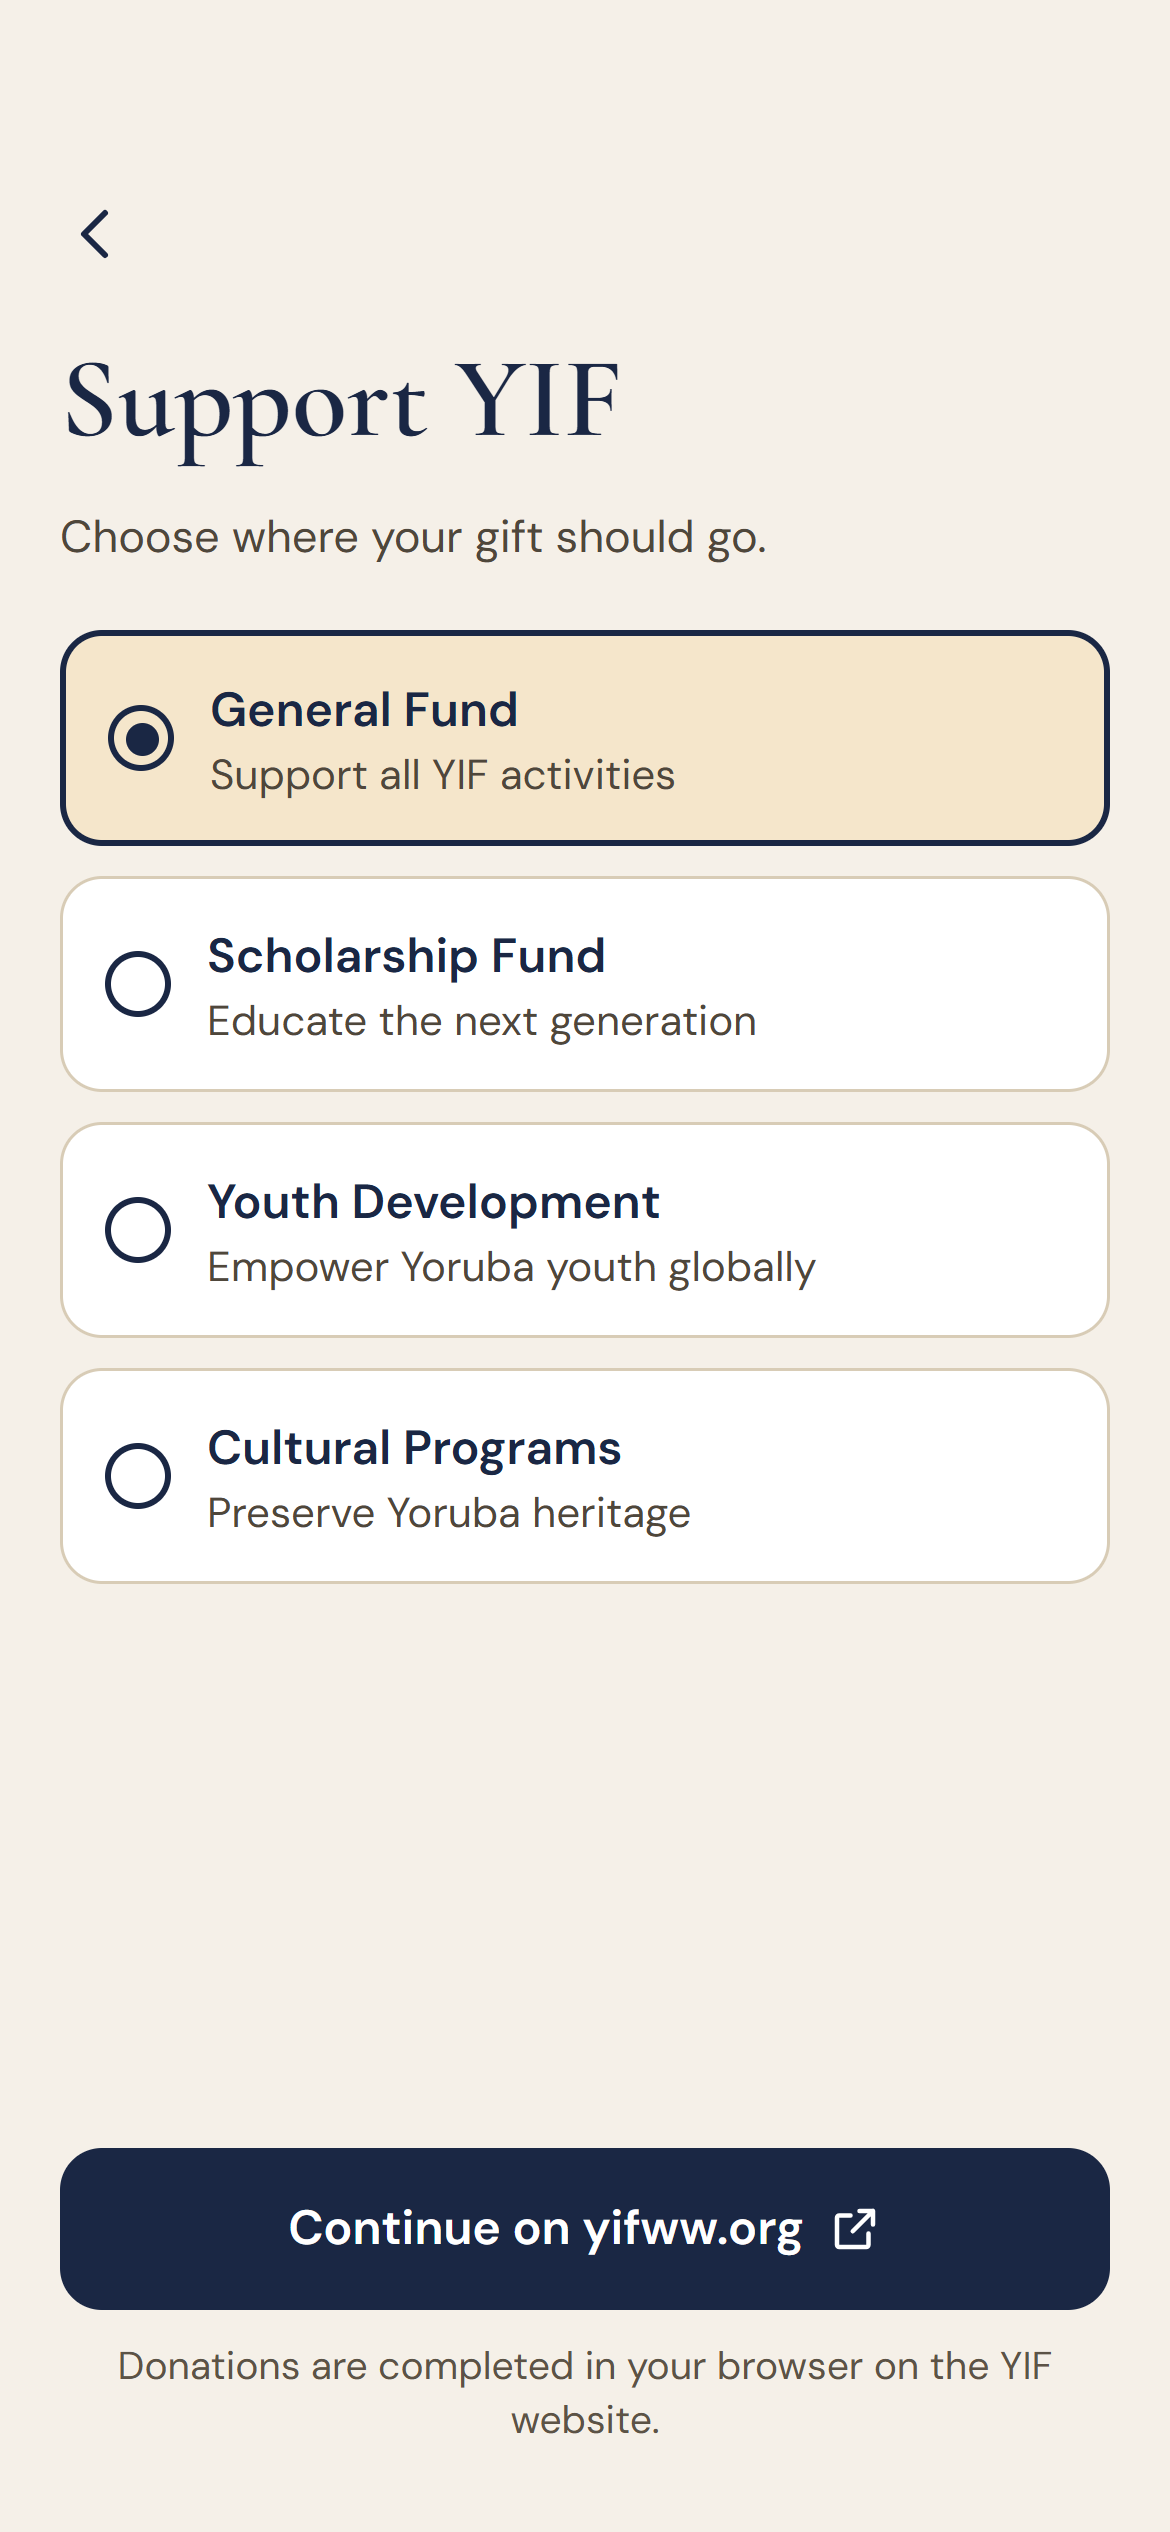 Support YIF
Choose where your gift should go.
General Fund
Support all YIF activities
Scholarship Fund
Educate the next generation
Youth Development
Empower Yoruba youth globally
Cultural Programs
Preserve Yoruba heritage
Continue on yifww.org
Donations are completed in your browser on the YIF
website.